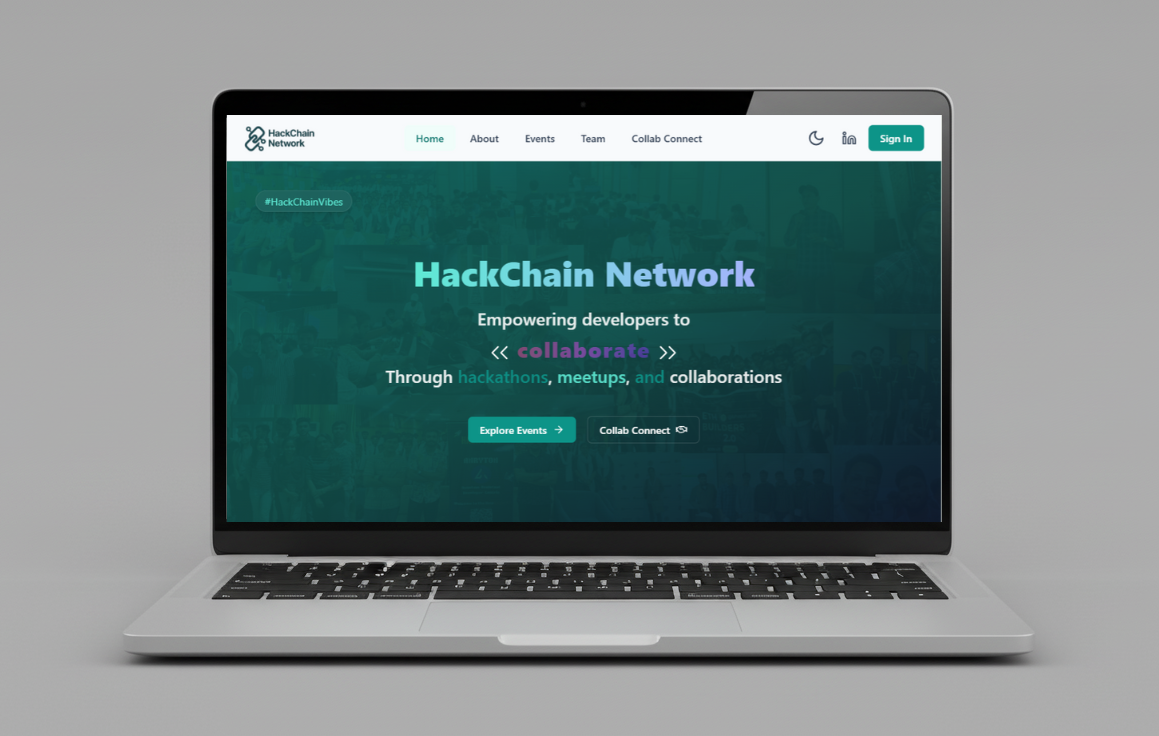 HackChain
Network
Home About Events Team Collab Connect
Sign In
#HackChainVibes
HackChain Network
Empowering developers to
<< collaborate >>
Through hackathons, meetups, and collaborations
Explore Events →
Collab Connect